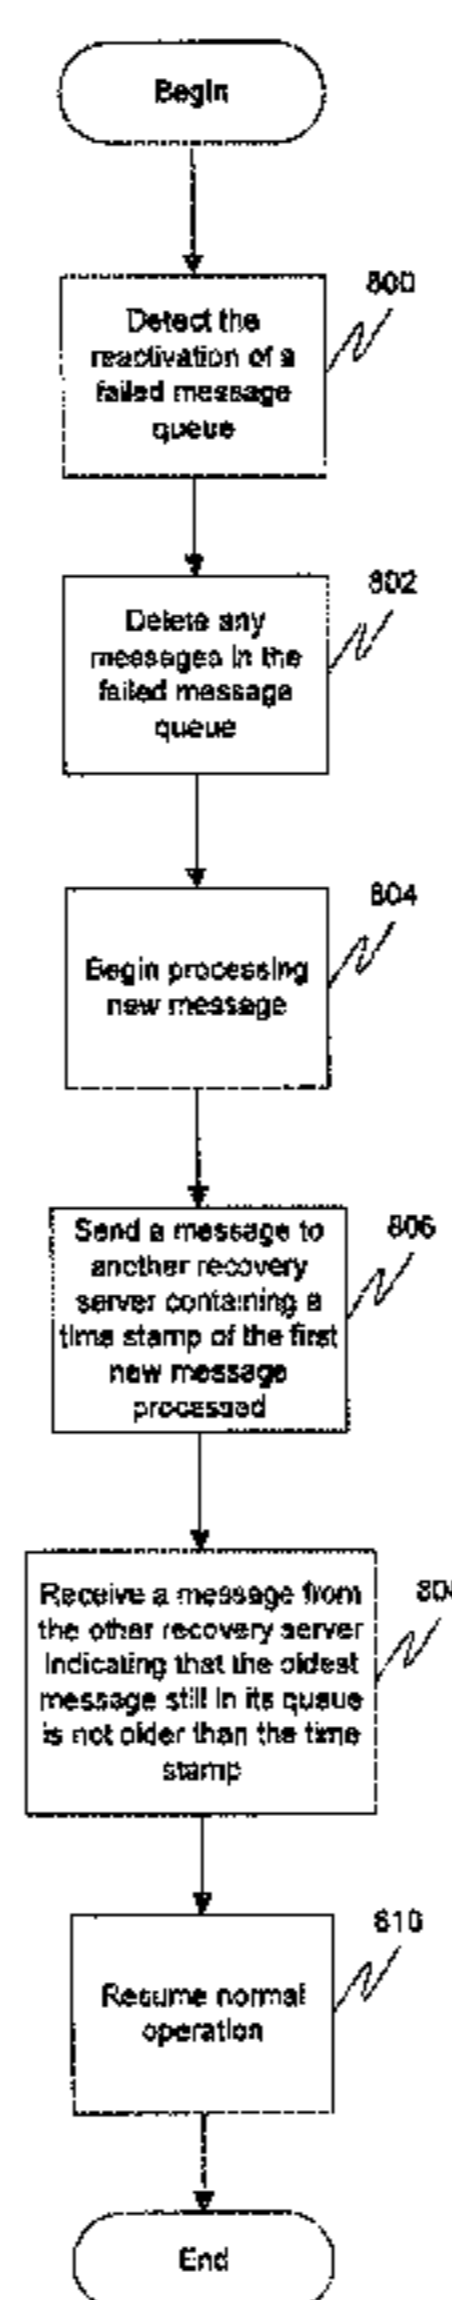 Begin
800
Detect the
reactivation of a
failed message
queue
802
Delete any
messages in the
failed message
queue
804
Begin processing
new message
806
Send a message to
another recovery
server containing a
time stamp of the first
new message
processed
Receive a message from
the other recovery server
indicating that the oldest
message still in its queue
is not older than the time
stamp
810
Resume normal
operation
End